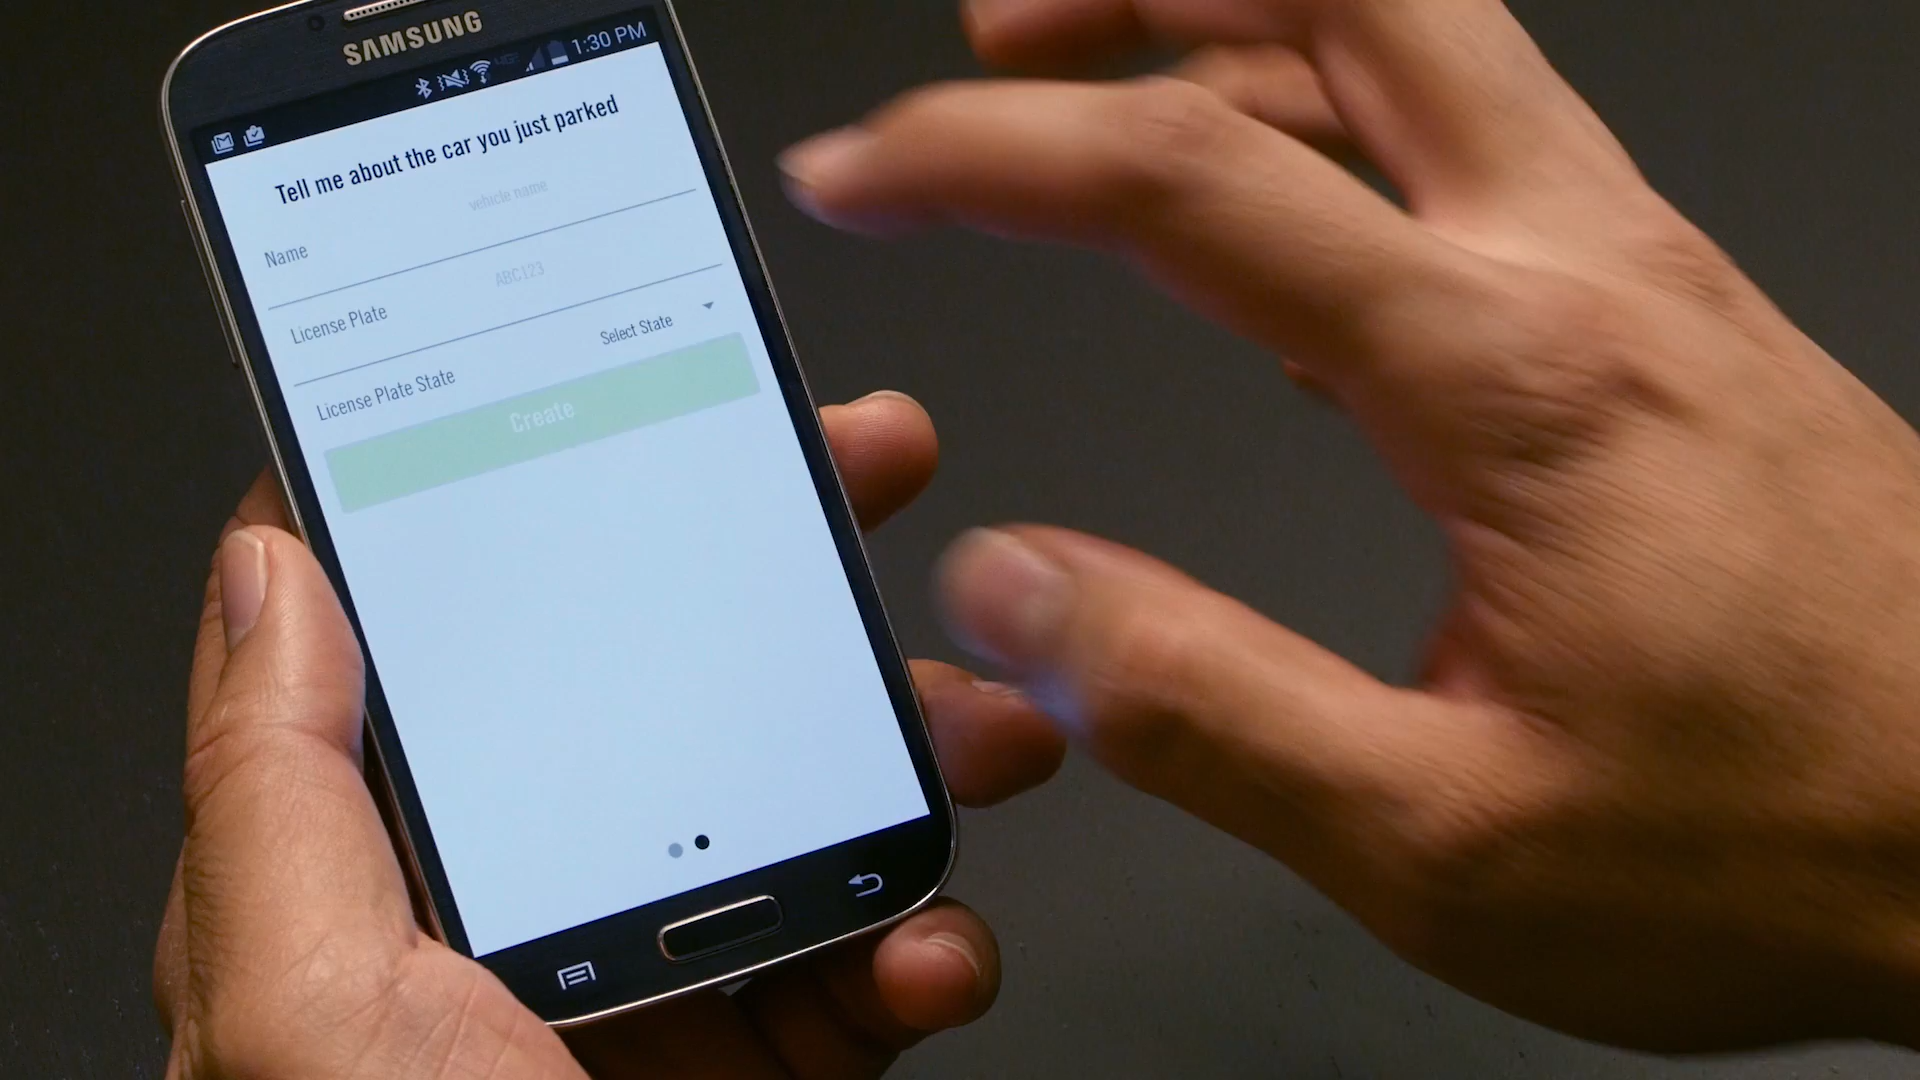 SAMSUNG
1:30 PM
Tell me about the car you just parked
vehicle name
Name
ABC123
License Plate
Select State
License Plate State
Create